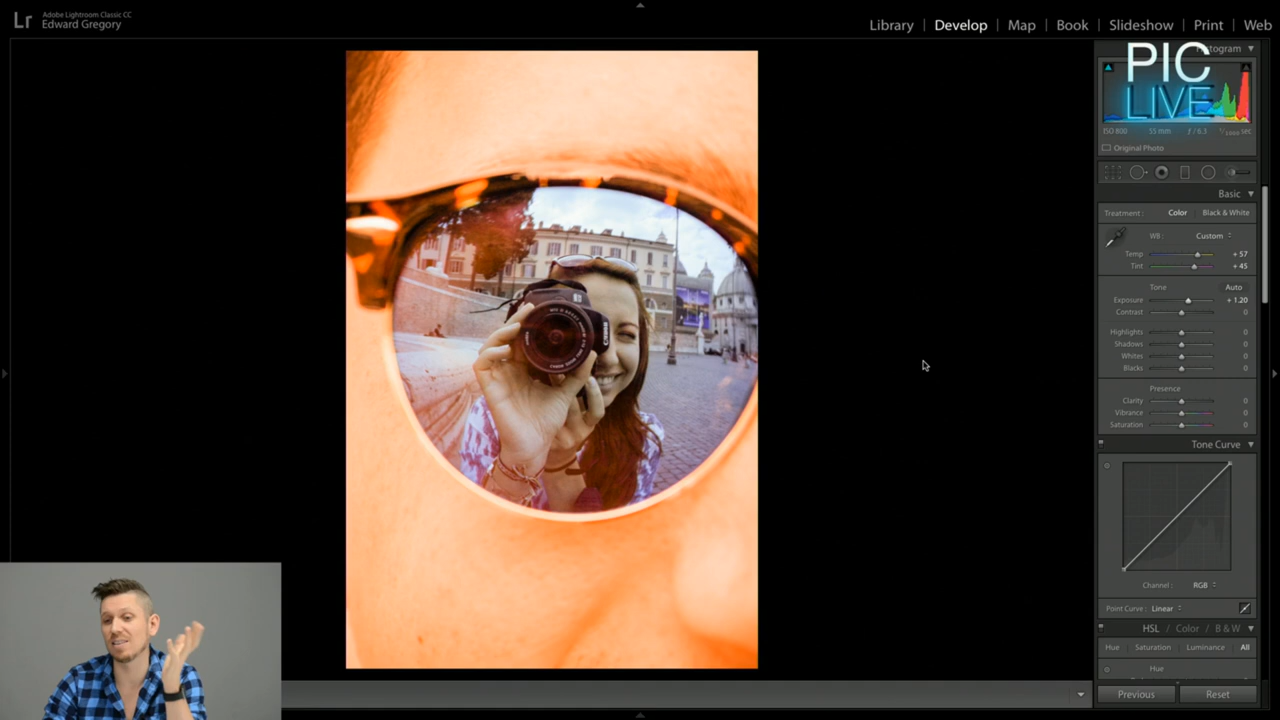 Lr
Adobe Lightroom Classic CC
Edward Gregory
Library | Develop | Map | Book | Slideshow | Print | Web
Histogram
PIC
LIVE
ISO 800 55 mm ƒ / 6.3 sec
Original Photo
Basic
Treatment : Color Black & White
WB : Custom
Temp + 57
Tint + 45
Tone Auto
Exposure + 1.20
Contrast 0
Highlights 0
Shadows 0
Whites 0
Blacks 0
Presence
Clarity 0
Vibrance 0
Saturation 0
Tone Curve
Channel : RGB
Point Curve : Linear
HSL / Color / B & W
Hue Saturation Luminance All
Hue
Previous Reset